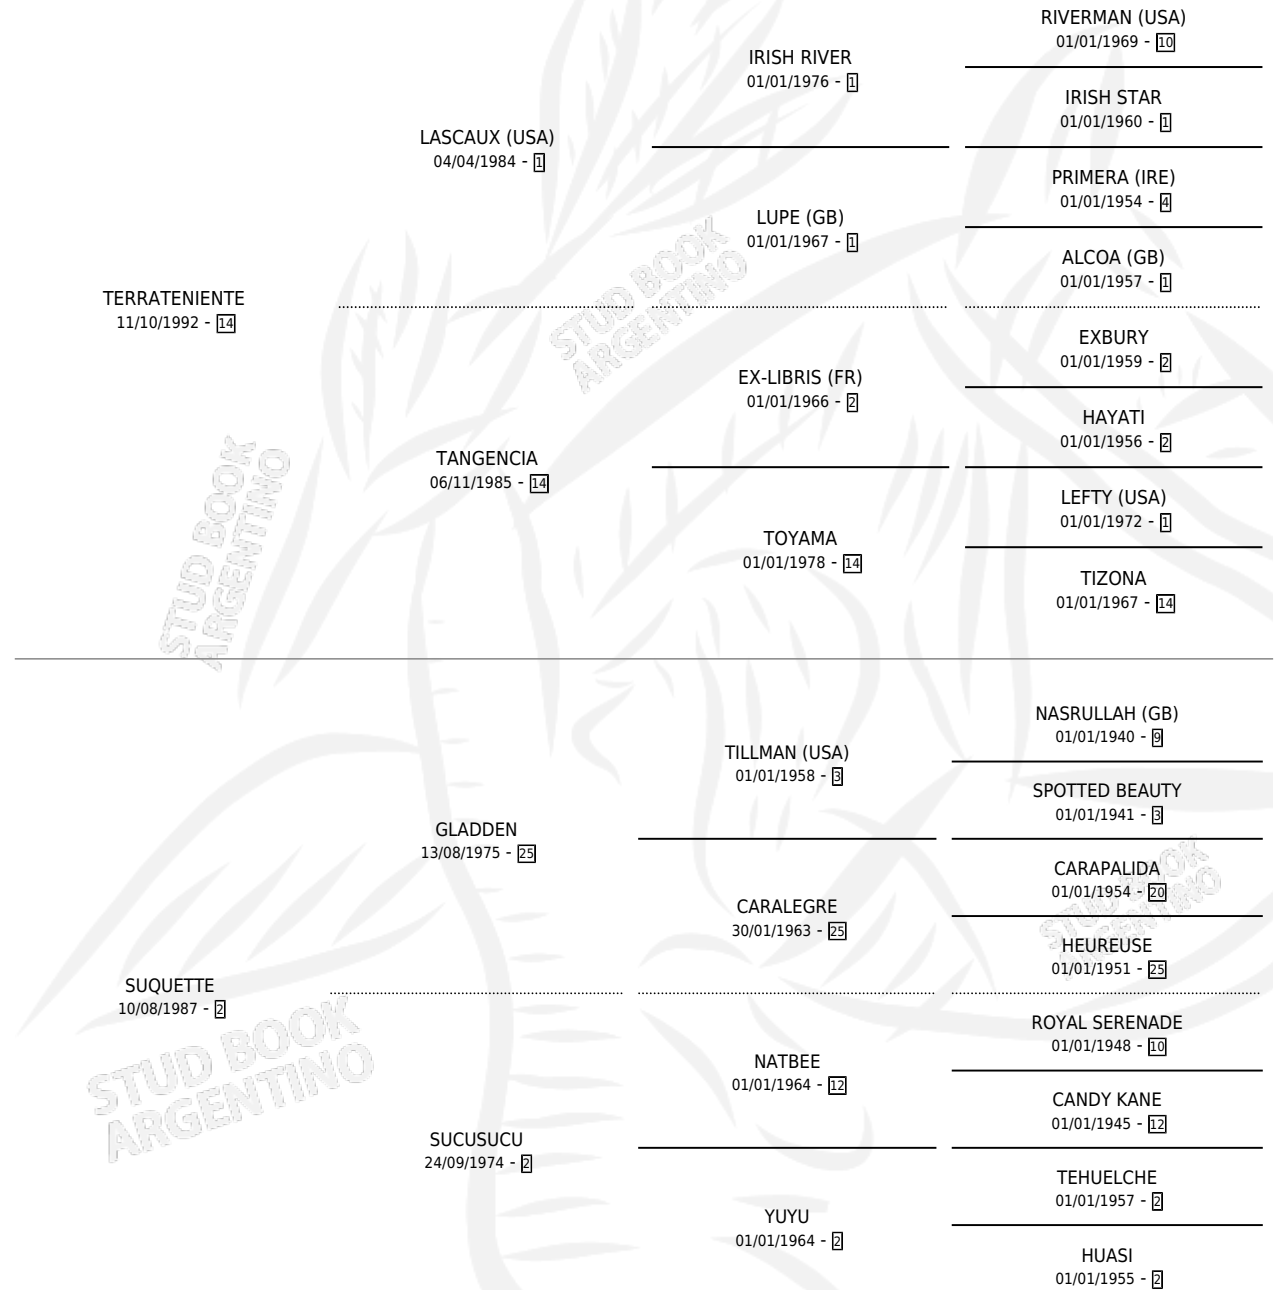 RIVERMAN (USA)
01/01/1969 - 10
IRISH RIVER
01/01/1976 - 1
IRISH STAR
01/01/1960 - 1
LASCAUX (USA)
04/04/1984 - 1
PRIMERA (IRE)
01/01/1954 - 4
LUPE (GB)
01/01/1967 - 1
ALCOA (GB)
01/01/1957 - 1
TERRATENIENTE
11/10/1992 - 14
EXBURY
01/01/1959 - 2
EX-LIBRIS (FR)
01/01/1966 - 2
HAYATI
01/01/1956 - 2
TANGENCIA
06/11/1985 - 14
LEFTY (USA)
01/01/1972 - 1
TOYAMA
01/01/1978 - 14
TIZONA
01/01/1967 - 14
STUD BOOK
ARGENTINO
STUD BOOK
ARGENTINO
NASRULLAH (GB)
01/01/1940 - 9
TILLMAN (USA)
01/01/1958 - 3
SPOTTED BEAUTY
01/01/1941 - 3
GLADDEN
13/08/1975 - 25
CARAPALIDA
01/01/1954 - 20
CARALEGRE
30/01/1963 - 25
HEUREUSE
01/01/1951 - 25
STUD BOOK
ARGENTINO
SUQUETTE
10/08/1987 - 2
ROYAL SERENADE
01/01/1948 - 10
NATBEE
01/01/1964 - 12
CANDY KANE
01/01/1945 - 12
SUCUSUCU
24/09/1974 - 2
TEHUELCHE
01/01/1957 - 2
YUYU
01/01/1964 - 2
HUASI
01/01/1955 - 2
STUD BOOK
ARGENTINO